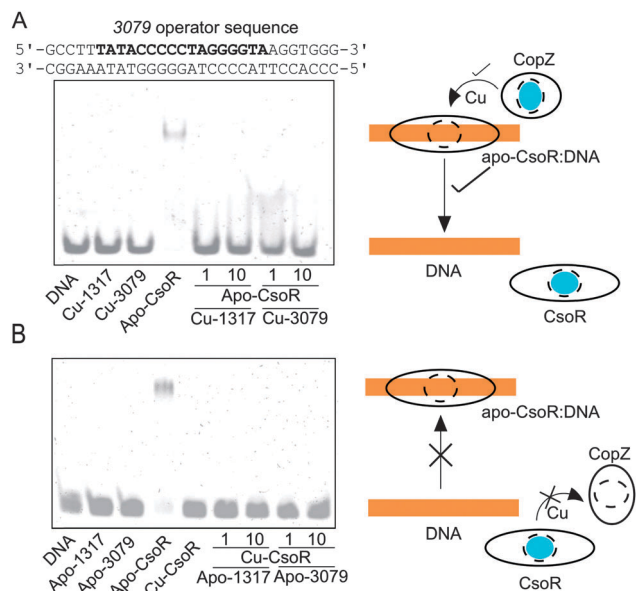 A
3079 operator sequence
5'-GCCTTTATACCCCCTAGGGGTAAGGTGGG-3'
3'-CGGAAATATGGGGGATCCCCATTCCACCC-5'
DNA
Cu-1317
Cu-3079
Apo-CsoR
1 10 1 10
Apo-CsoR
Cu-1317 Cu-3079
CopZ
Cu
apo-CsoR:DNA
DNA
CsoR
B
DNA
Apo-1317
Apo-3079
Apo-CsoR
Cu-CsoR
1 10 1 10
Cu-CsoR
Apo-1317 Apo-3079
apo-CsoR:DNA
CopZ
Cu
DNA
CsoR